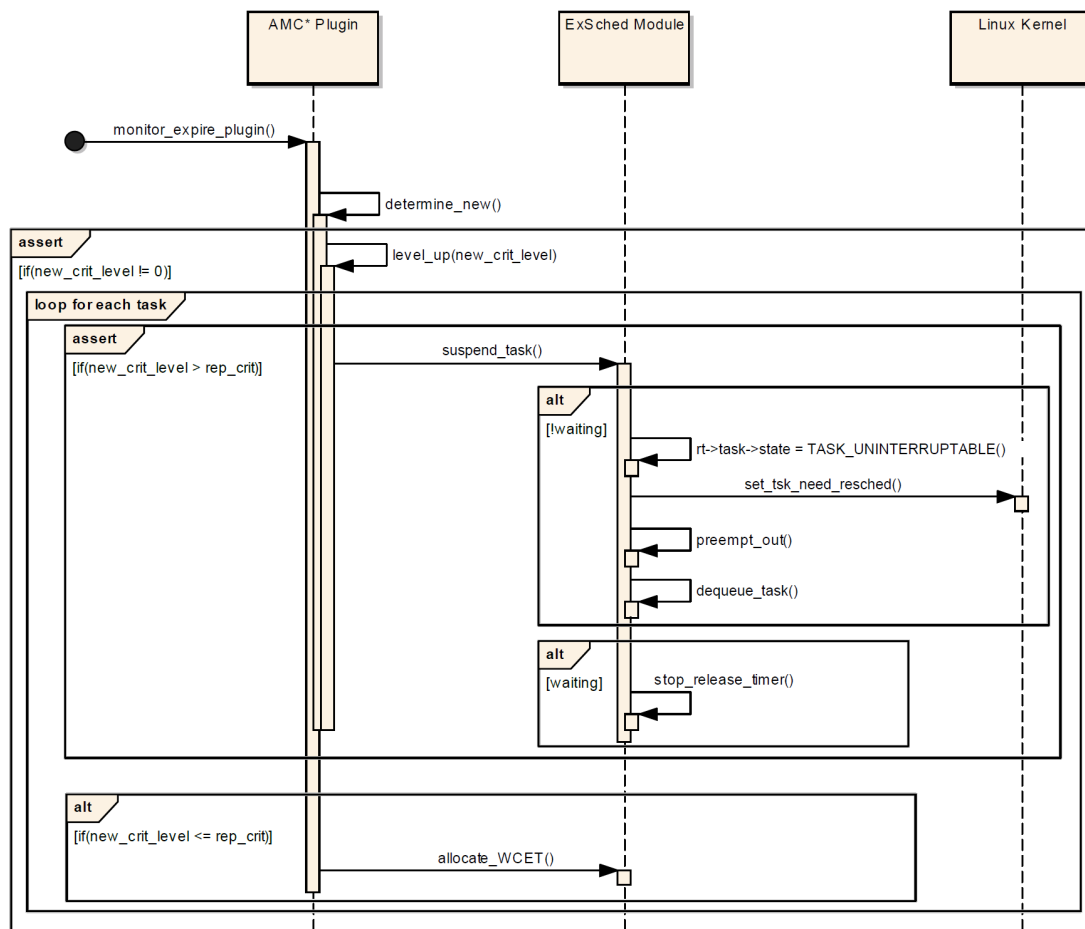 AMC* Plugin
ExSched Module
Linux Kernel
monitor_expire_plugin()
determine_new()
assert
level_up(new_crit_level)
[if(new_crit_level != 0)]
loop for each task
assert
suspend_task()
[if(new_crit_level > rep_crit)]
alt
[!waiting]
rt->task->state = TASK_UNINTERRUPTABLE()
set_tsk_need_resched()
preempt_out()
dequeue_task()
alt
[waiting]
stop_release_timer()
alt
[if(new_crit_level <= rep_crit)]
allocate_WCET()